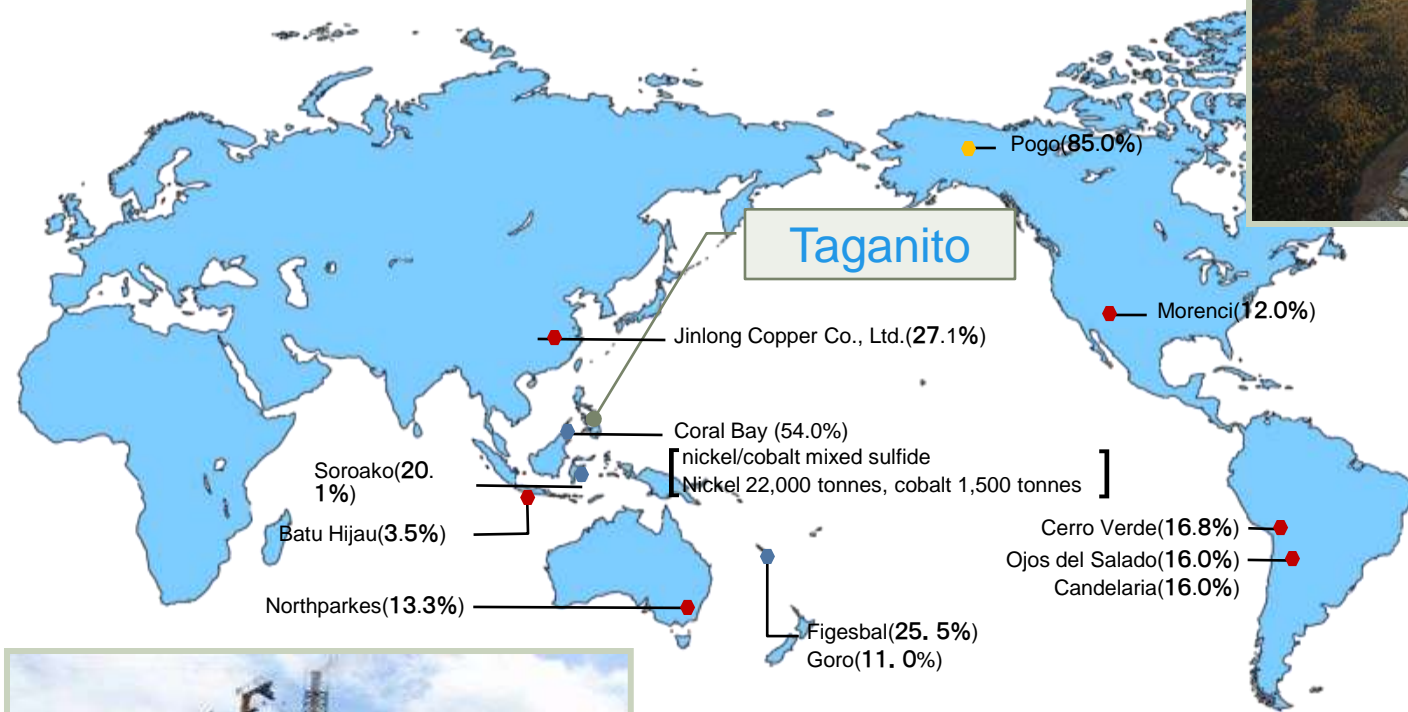 Pogo(85.0%)
Taganito
Morenci(12.0%)
Jinlong Copper Co., Ltd.(27.1%)
Coral Bay (54.0%)
[nickel/cobalt mixed sulfide
Nickel 22,000 tonnes, cobalt 1,500 tonnes]
Soroako(20.
1%)
Batu Hijau(3.5%)
Northparkes(13.3%)
Cerro Verde(16.8%)
Ojos del Salado(16.0%)
Candelaria(16.0%)
Figesbal(25. 5%)
Goro(11. 0%)